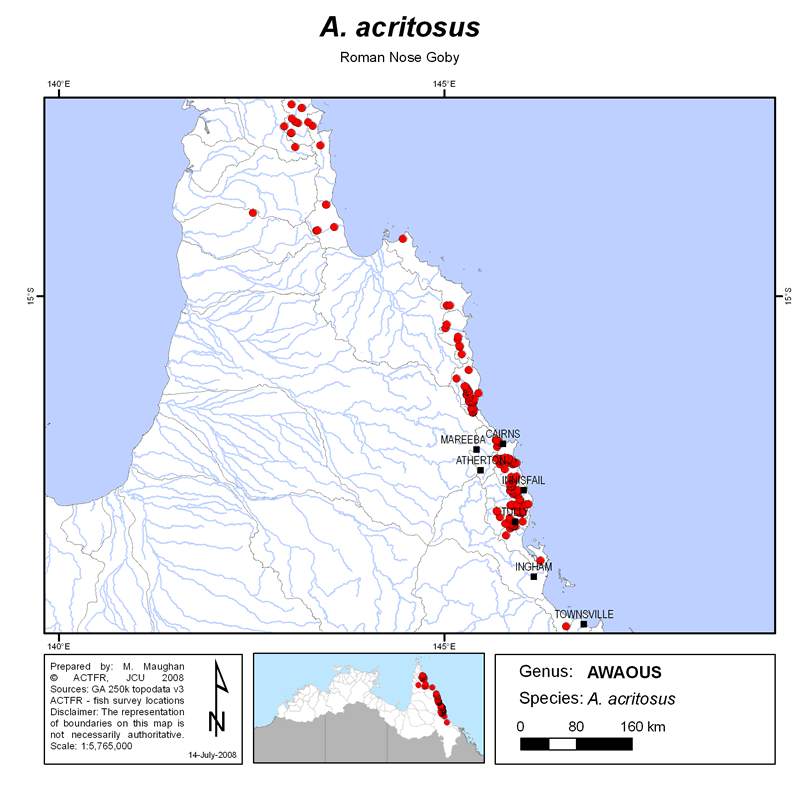 A. acritosus
Roman Nose Goby
140°E
145°E
15°S
15°S
MAREEBA
CAIRNS
ATHERTON
INNISFAIL
TULLY
INGHAM
TOWNSVILLE
140°E
145°E
Prepared by: M. Maughan
© ACTFR, JCU 2008
Sources: GA 250k topodata v3
ACTFR - fish survey locations
Disclaimer: The representation
of boundaries on this map is
not necessarily authoritative.
Scale: 1:5,765,000
14-July-2008
N
Genus: AWAOUS
Species: A. acritosus
0 80 160 km